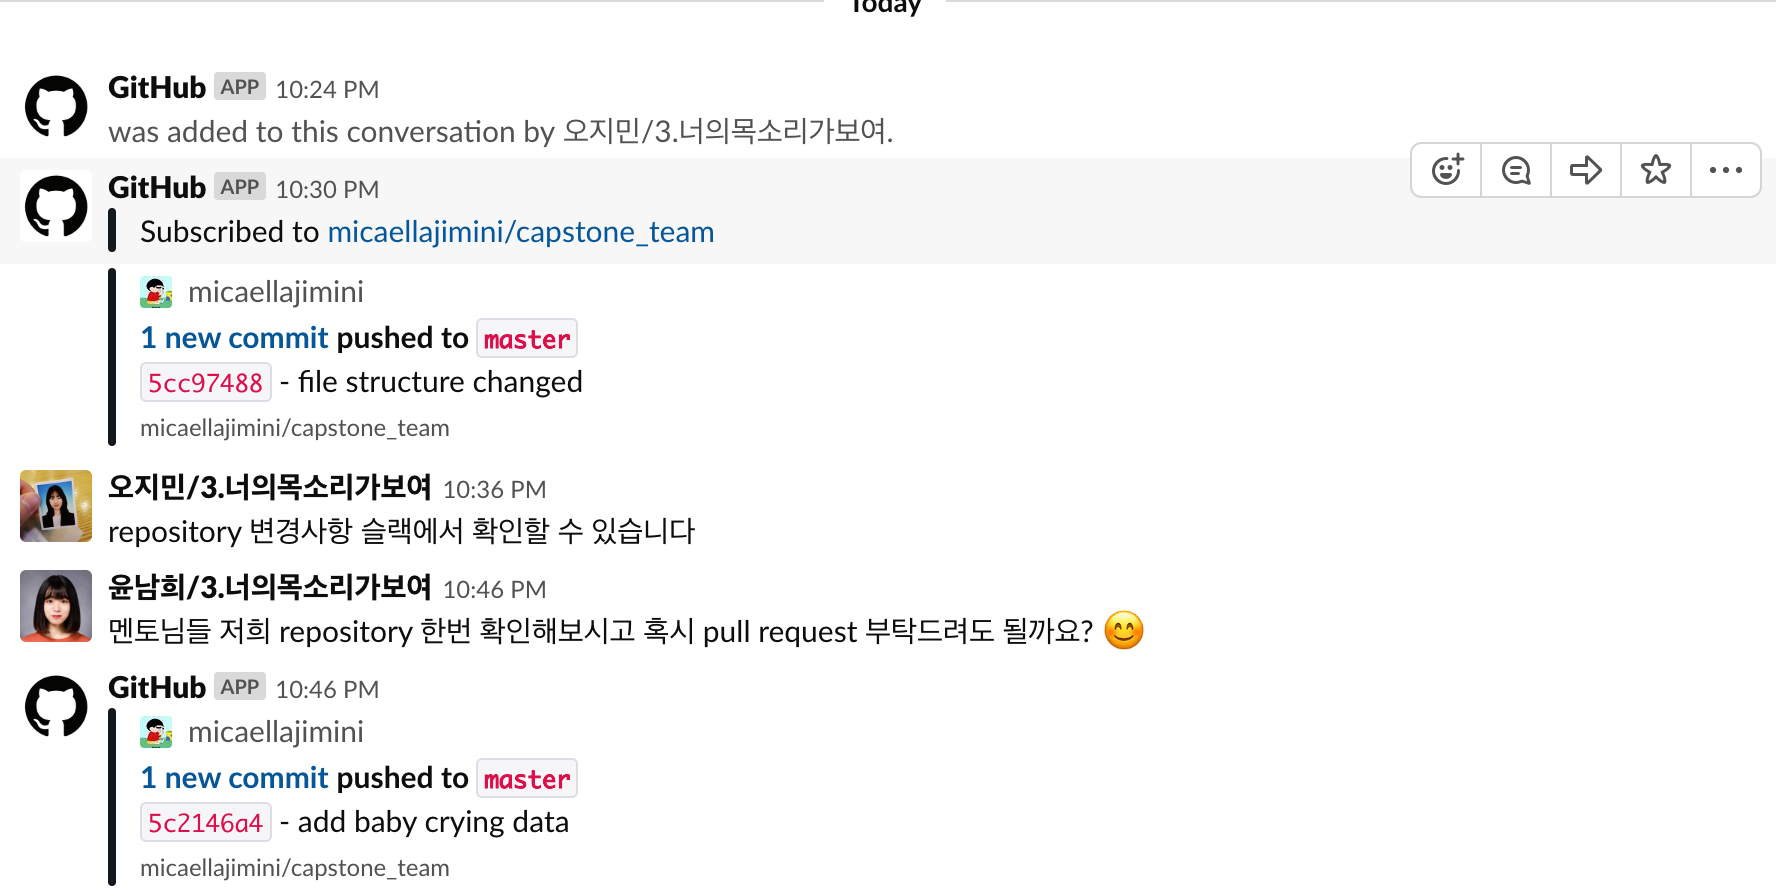 Today
GitHub APP 10:24 PM
was added to this conversation by 오지민/3.너의목소리가보여.
GitHub APP 10:30 PM
Subscribed to micaellajimini/capstone_team
micaellajimini
1 new commit pushed to master
5cc97488 - file structure changed
micaellajimini/capstone_team
오지민/3.너의목소리가보여 10:36 PM
repository 변경사항 슬랙에서 확인할 수 있습니다
윤남희/3.너의목소리가보여 10:46 PM
멘토님들 저희 repository 한번 확인해보시고 혹시 pull request 부탁드려도 될까요? 😊
GitHub APP 10:46 PM
micaellajimini
1 new commit pushed to master
5c2146a4 - add baby crying data
micaellajimini/capstone_team